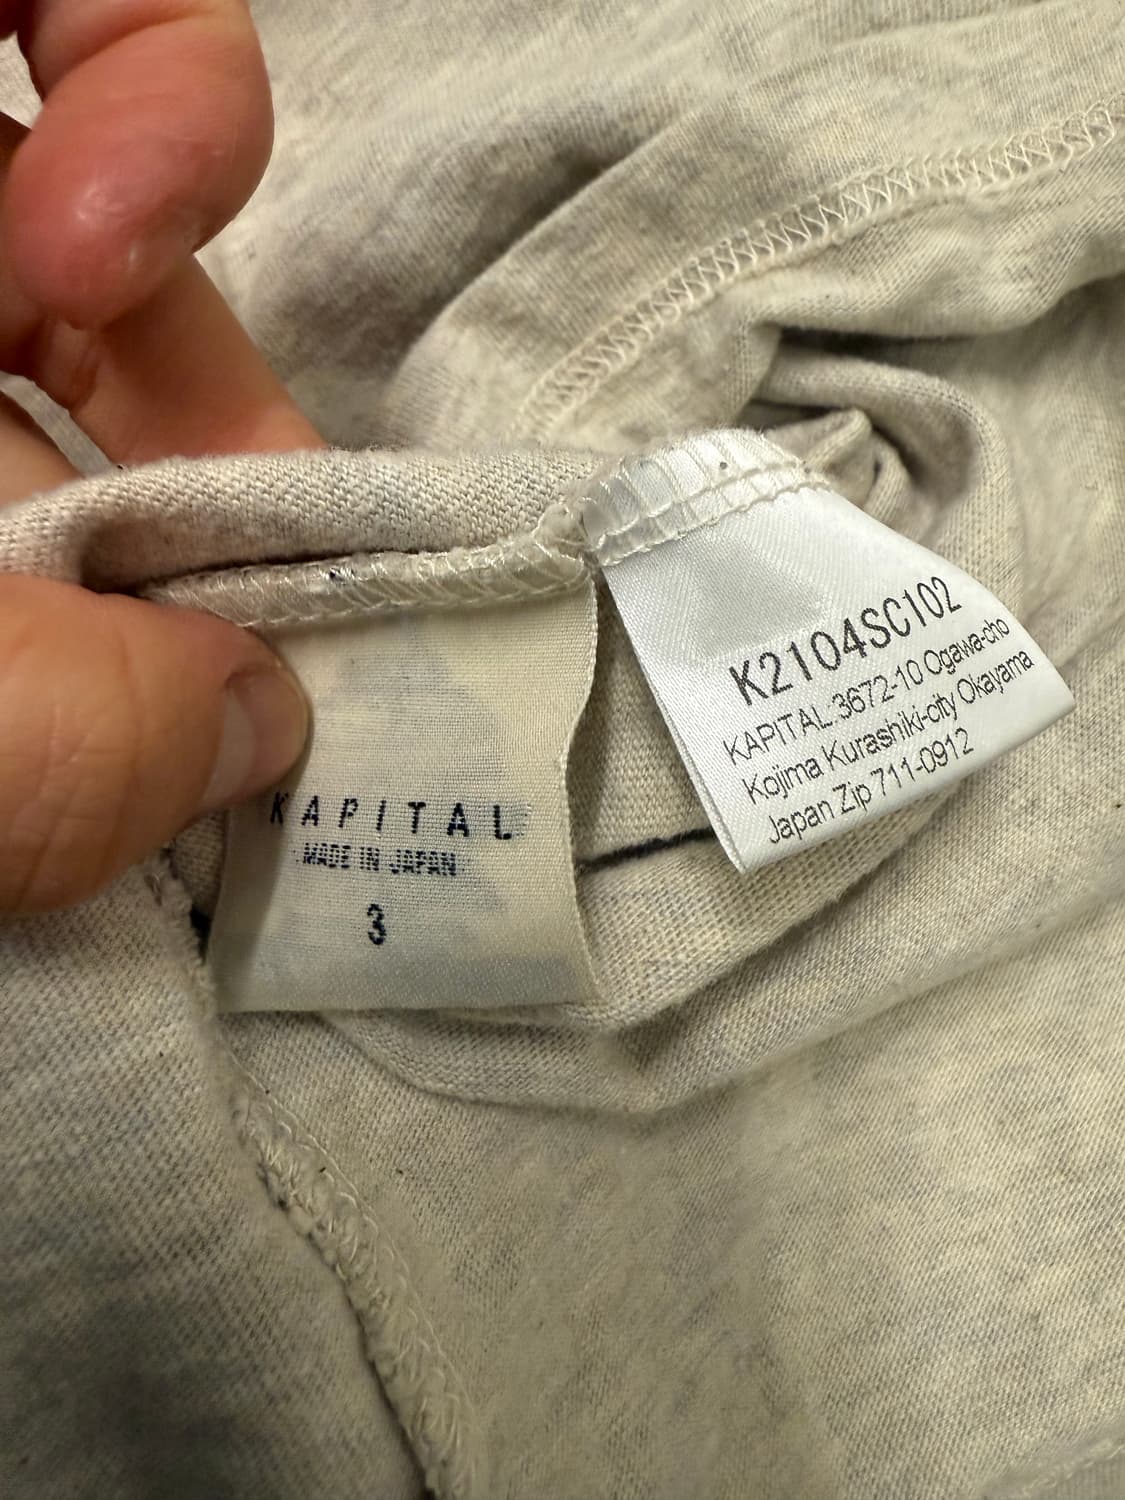 KAPITAL
MADE IN JAPAN
3
K2104SC102
KAPITAL 3672-10 Ogawa-cho
Kojima Kurashiki-city Okayama
Japan Zip 711-0912